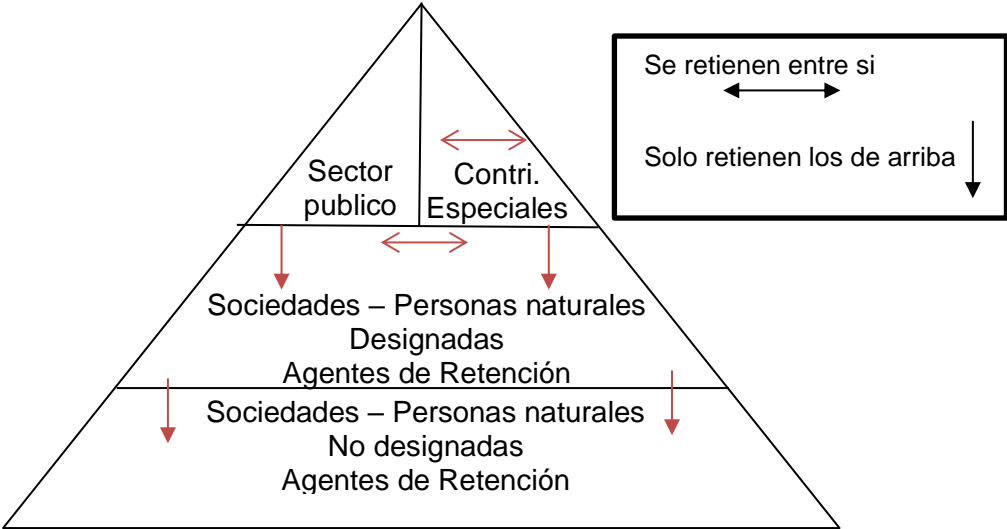 Se retienen entre si
Solo retienen los de arriba
Sector
publico
Contri.
Especiales
Sociedades – Personas naturales
Designadas
Agentes de Retención
Sociedades – Personas naturales
No designadas
Agentes de Retención